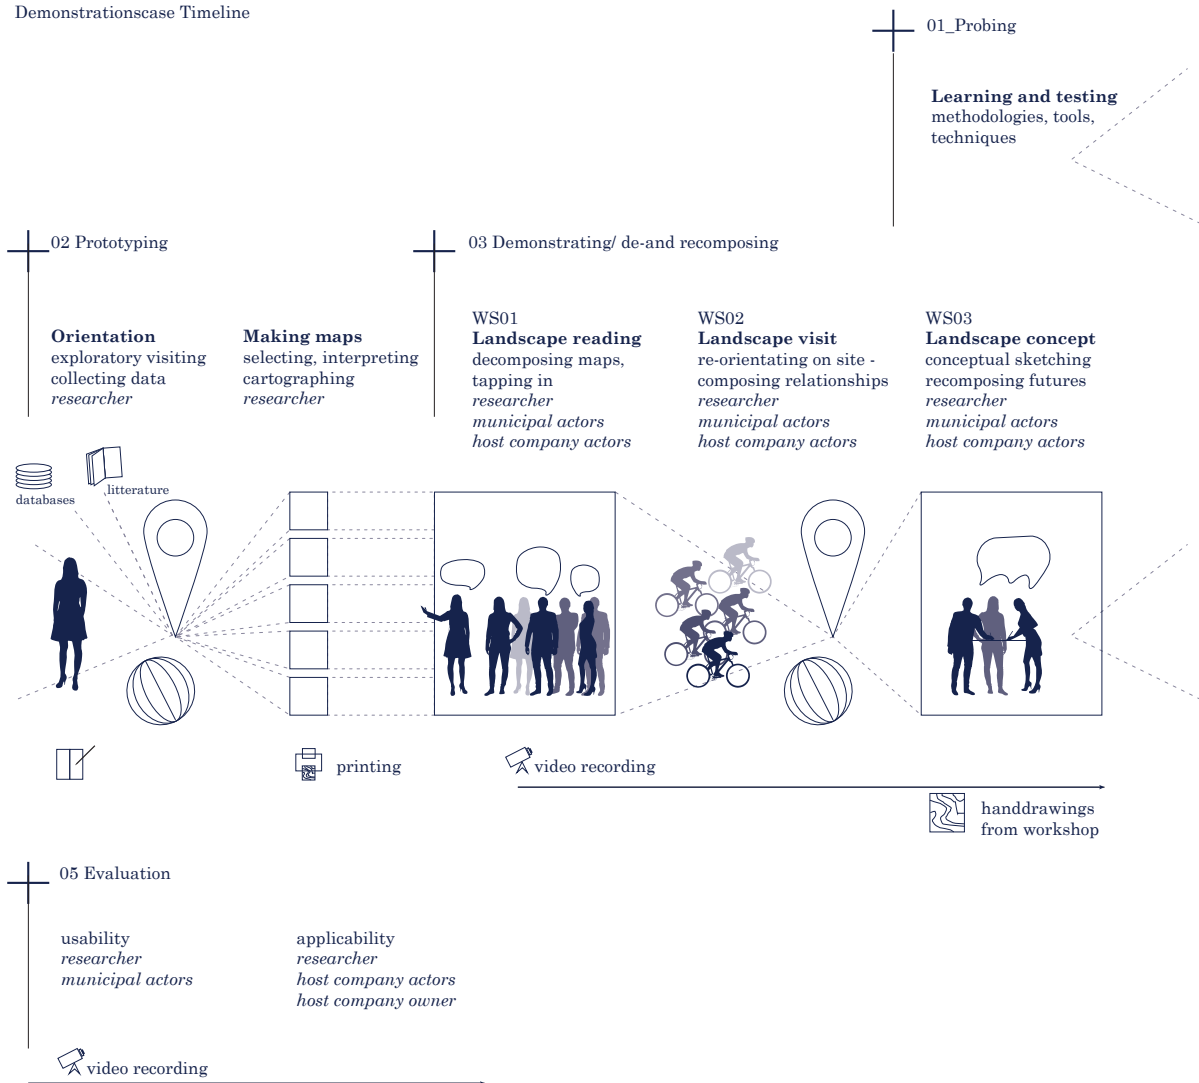 Demonstrationscase Timeline
01_Probing
Learning and testing
methodologies, tools,
techniques
02 Prototyping
Orientation
exploratory visiting
collecting data
researcher
Making maps
selecting, interpreting
cartographing
researcher
03 Demonstrating/ de-and recomposing
WS01
Landscape reading
decomposing maps,
tapping in
researcher
municipal actors
host company actors
WS02
Landscape visit
re-orientating on site -
composing relationships
researcher
municipal actors
host company actors
WS03
Landscape concept
conceptual sketching
recomposing futures
researcher
municipal actors
host company actors
databases
litterature
printing
video recording
handdrawings
from workshop
05 Evaluation
usability
researcher
municipal actors
applicability
researcher
host company actors
host company owner
video recording